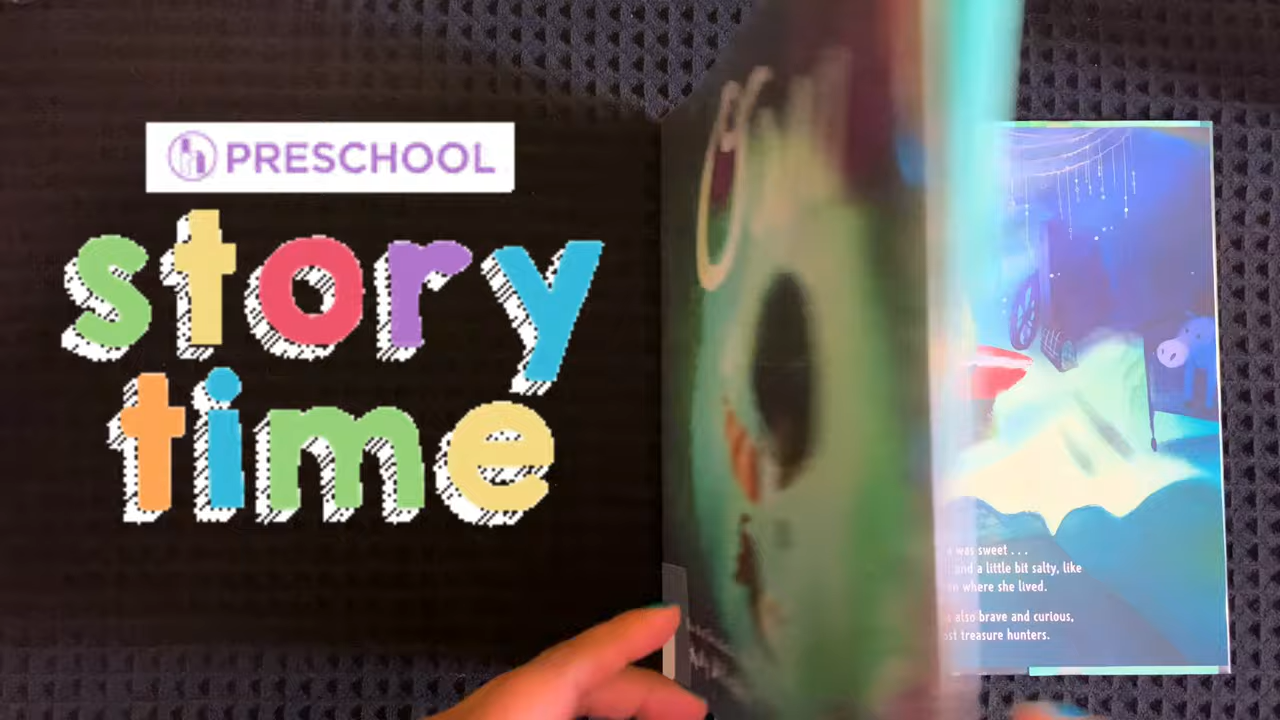 PRESCHOOL
story
time
was sweet . . .
and a little bit salty, like
where she lived.
also brave and curious,
treasure hunters.